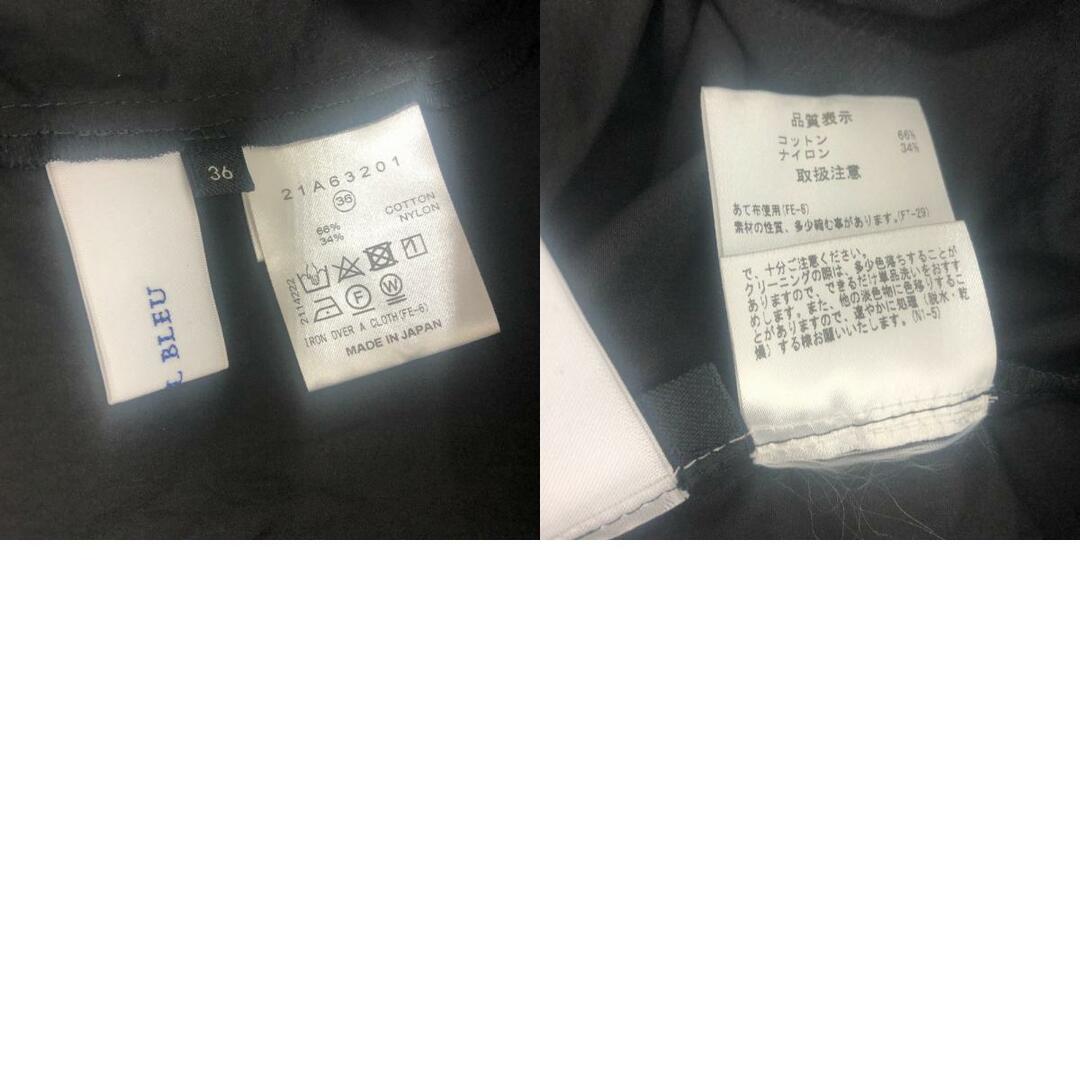 BLEU
36
21A63201
36
COTTON
NYLON
66%
34%
2114222
1
F
W
IRON OVER A CLOTH(FE-6)
MADE IN JAPAN
品質表示
コットン 66%
ナイロン 34%
取扱注意
あて布使用(FE-6)
素材の性質、多少縮む事があります。(FT-29)
で、十分ご注意ください。
クリーニングの際は、多少色落ちすることが
ありますので、できるだけ単品洗いをおすす
めします。また、他の淡色物に色移りするこ
とがありますので、速やかに処理(脱水・乾
燥)する様お願いいたします。(N1-5)